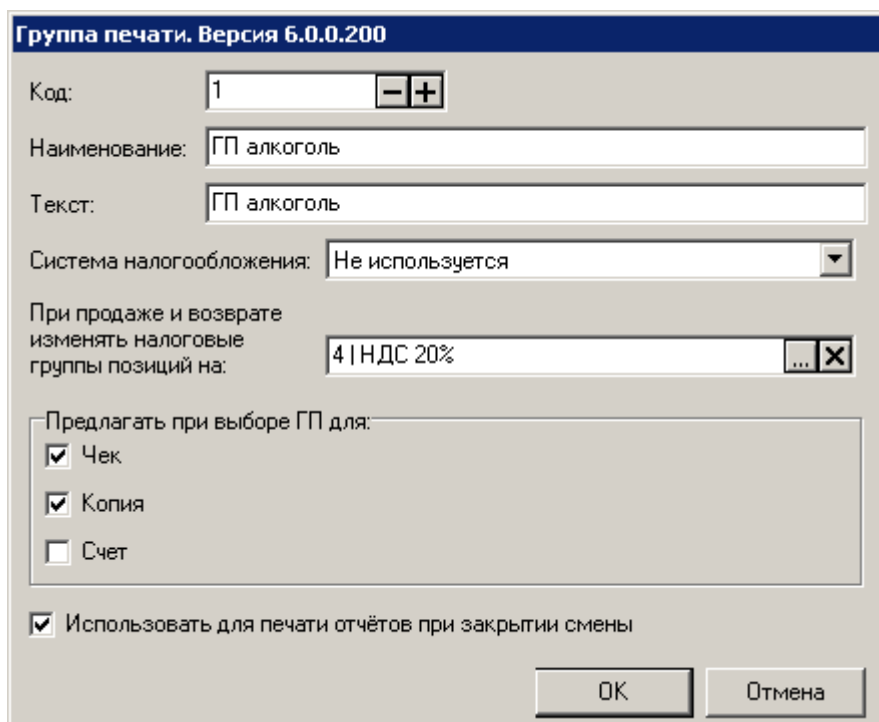 Группа печати. Версия 6.0.0.200
Код: 1
Наименование: ГП алкоголь
Текст: ГП алкоголь
Система налогообложения: Не используется
При продаже и возврате
изменять налоговые
группы позиций на: 4 | НДС 20% ...
Предлагать при выборе ГП для:
Чек
Копия
Счет
Использовать для печати отчётов при закрытии смены
OK Отмена